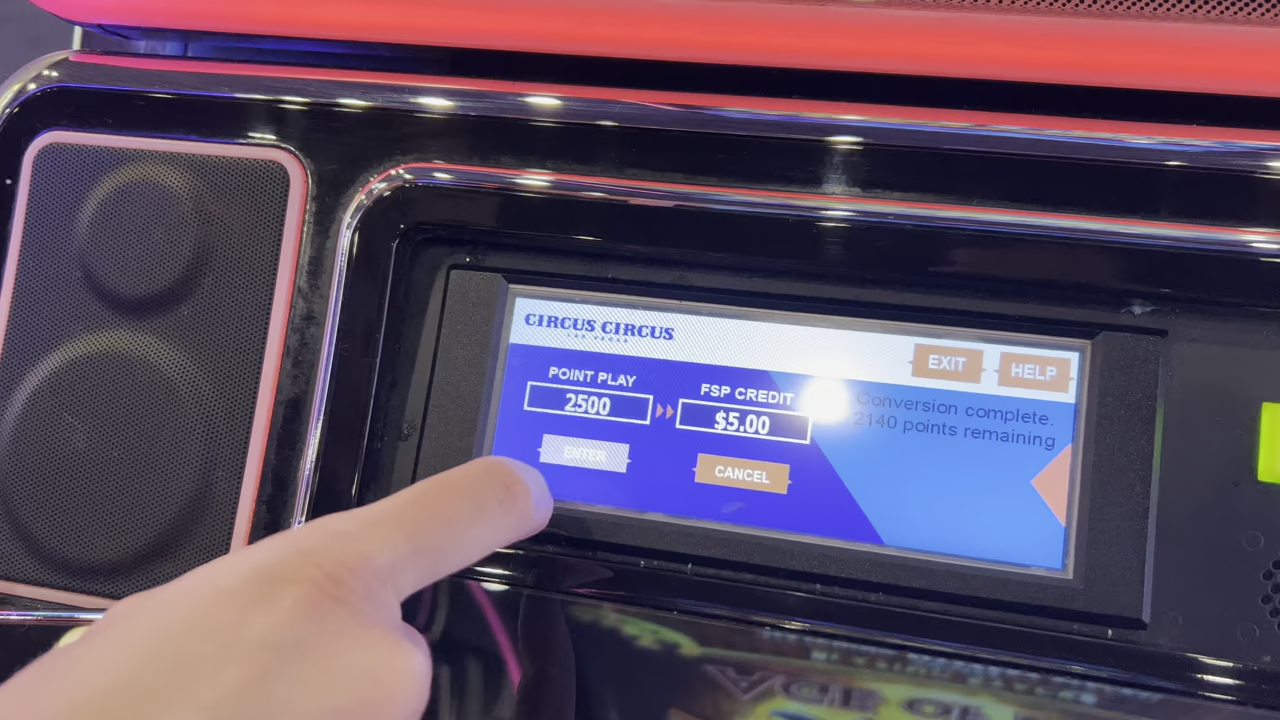 CIRCUS CIRCUS
LAS VEGAS
EXIT
HELP
POINT PLAY
2500
FSP CREDIT
$5.00
Conversion complete.
2140 points remaining
ENTER
CANCEL